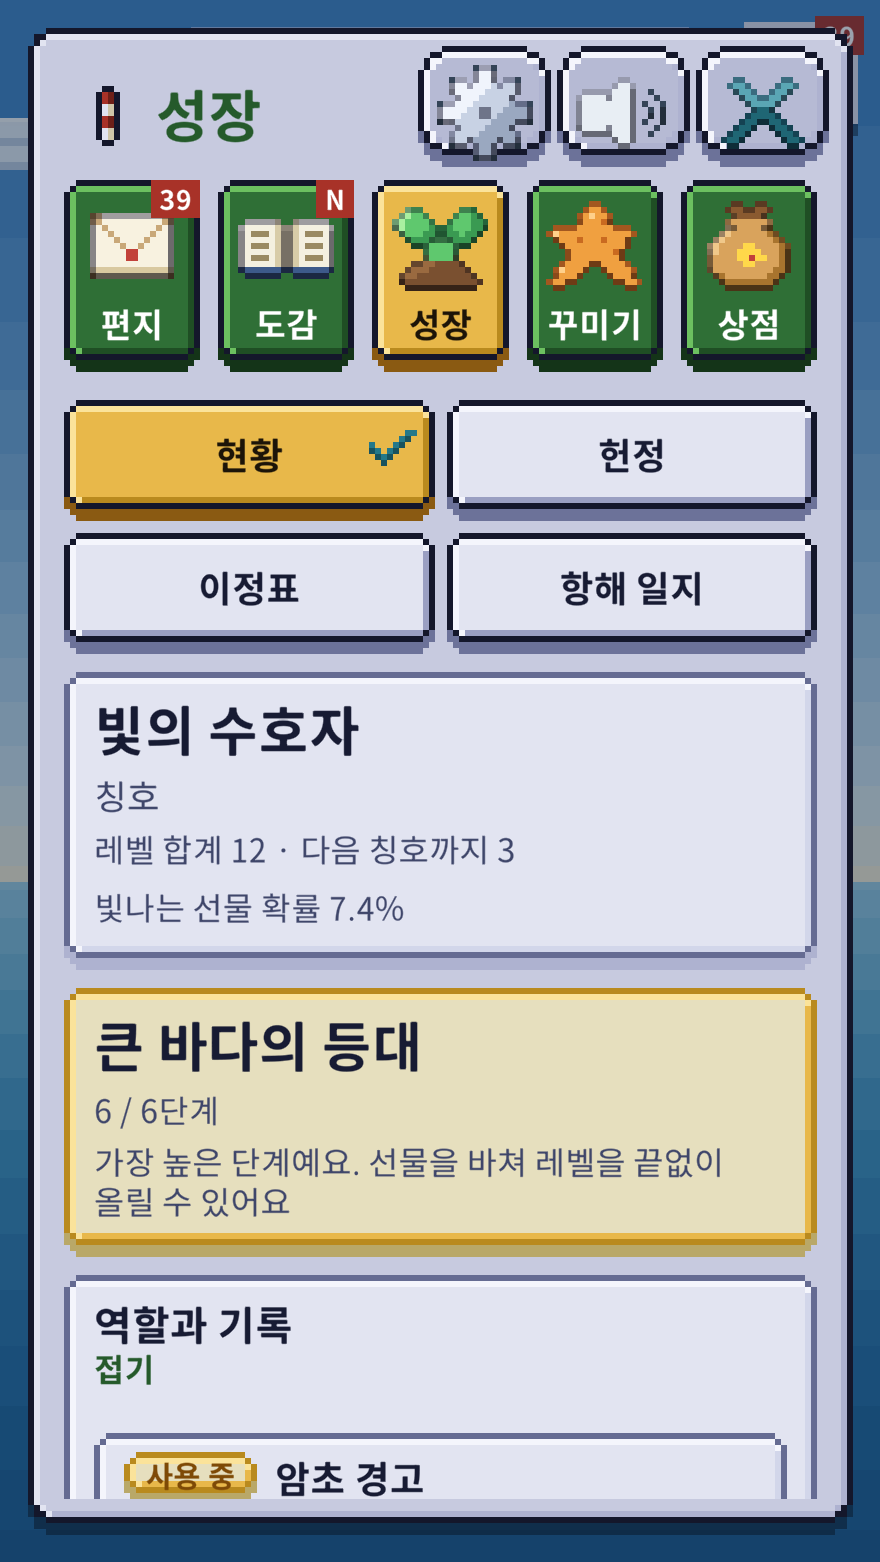 성장
39
N
편지
도감
성장
꾸미기
상점
현황
헌정
이정표
항해 일지
빛의 수호자
칭호
레벨 합계 12 · 다음 칭호까지 3
빛나는 선물 확률 7.4%
큰 바다의 등대
6 / 6단계
가장 높은 단계예요. 선물을 바쳐 레벨을 끝없이
올릴 수 있어요
역할과 기록
접기
사용 중 암초 경고